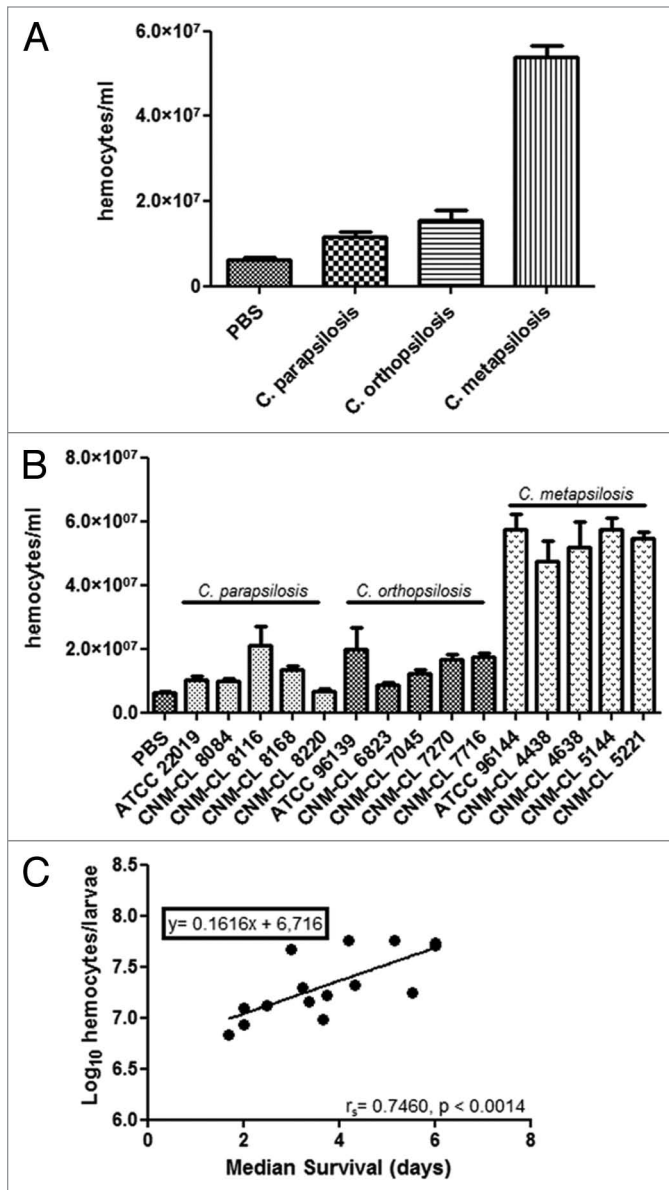 A
hemocytes/ml
6.0×10⁷
4.0×10⁷
2.0×10⁷
0
PBS
C. parapsilosis
C. orthopsilosis
C. metapsilosis
B
hemocytes/ml
8.0×10⁰⁷
6.0×10⁰⁷
4.0×10⁰⁷
2.0×10⁰⁷
0.0
C. parapsilosis
C. orthopsilosis
C. metapsilosis
PBS
ATCC 22019
CNM-CL 8084
CNM-CL 8116
CNM-CL 8168
CNM-CL 8220
ATCC 96139
CNM-CL 6823
CNM-CL 7045
CNM-CL 7270
CNM-CL 7716
ATCC 96144
CNM-CL 4438
CNM-CL 4638
CNM-CL 5144
CNM-CL 5221
C
Log₁₀ hemocytes/larvae
8.5
8.0
7.5
7.0
6.5
6.0
y= 0.1616x + 6,716
rₛ= 0.7460, p < 0.0014
0 2 4 6 8
Median Survival (days)